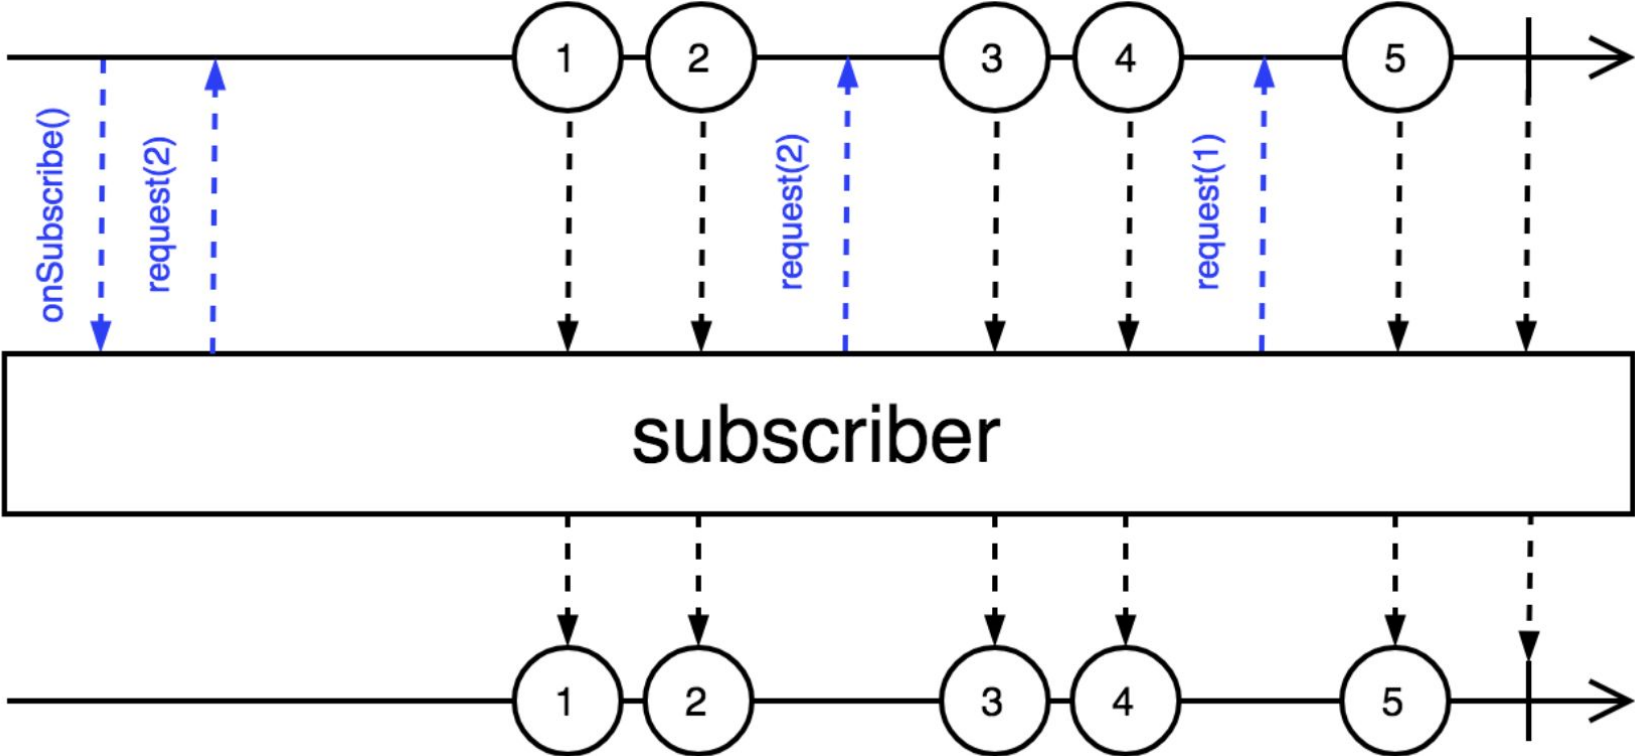 1
2
3
4
5
onSubscribe()
request(2)
request(2)
request(1)
subscriber
1
2
3
4
5